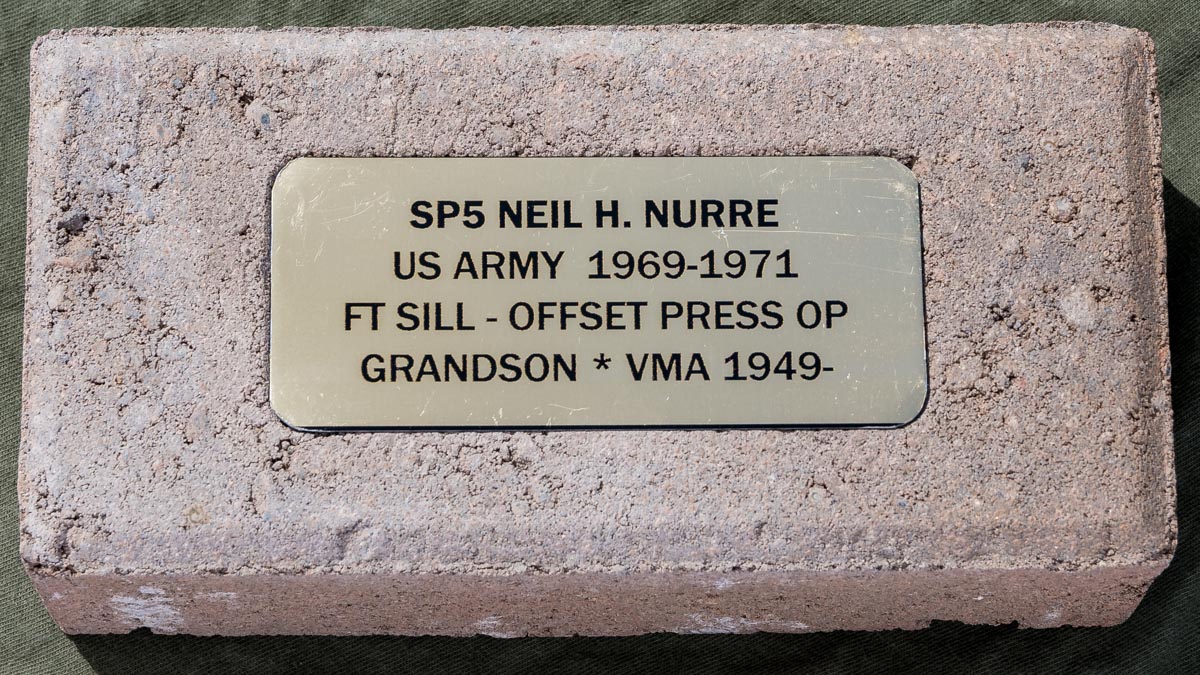 SP5 NEIL H. NURRE
US ARMY 1969-1971
FT SILL - OFFSET PRESS OP
GRANDSON * VMA 1949-